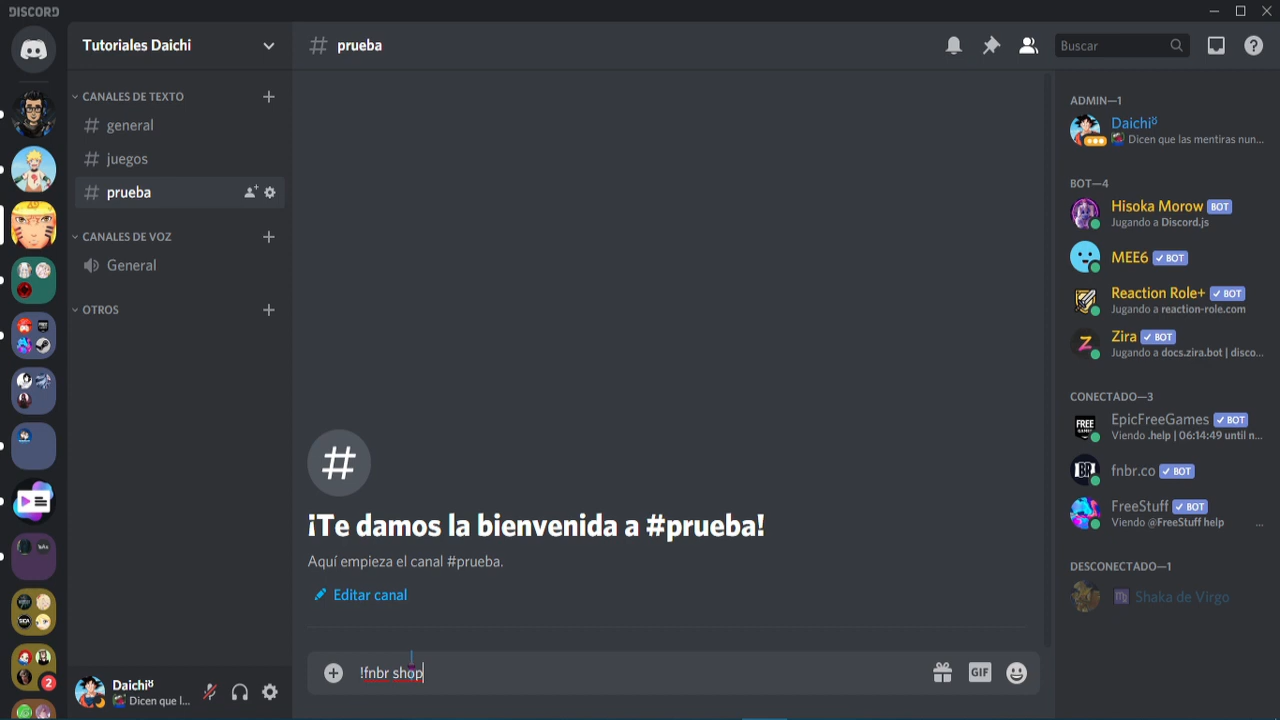 DISCORD
Tutoriales Daichi
# prueba
Buscar
CANALES DE TEXTO
# general
# juegos
# prueba
CANALES DE VOZ
General
OTROS
ADMIN—1
Daichi
Dicen que las mentiras nun...
BOT—4
Hisoka Morow BOT
Jugando a Discord.js
MEE6 BOT
Reaction Role+ BOT
Jugando a reaction-role.com
Zira BOT
Jugando a docs.zira.bot | disco...
CONECTADO—3
EpicFreeGames BOT
Viendo .help | 06:14:49 until n...
fnbr.co BOT
FreeStuff BOT
Viendo @FreeStuff help ...
DESCONECTADO—1
Shaka de Virgo
#
¡Te damos la bienvenida a #prueba!
Aquí empieza el canal #prueba.
Editar canal
!fnbr shop
GIF
Daichi
Dicen que l...
FREE
BR
2